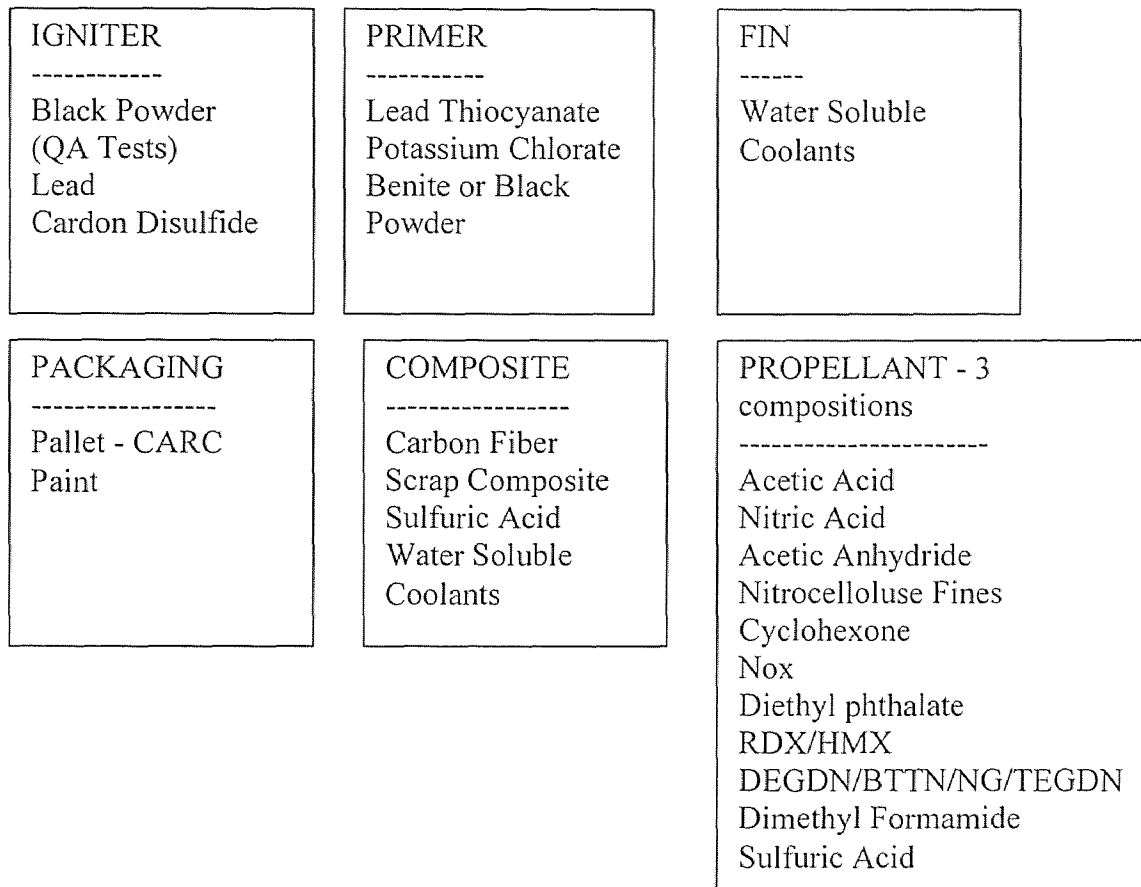 IGNITER
------------
Black Powder
(QA Tests)
Lead
Cardon Disulfide
PRIMER
-----------
Lead Thiocyanate
Potassium Chlorate
Benite or Black
Powder
FIN
------
Water Soluble
Coolants
PACKAGING
-----------------
Pallet - CARC
Paint
COMPOSITE
-----------------
Carbon Fiber
Scrap Composite
Sulfuric Acid
Water Soluble
Coolants
PROPELLANT - 3
compositions
-----------------------
Acetic Acid
Nitric Acid
Acetic Anhydride
Nitrocelloluse Fines
Cyclohexone
Nox
Diethyl phthalate
RDX/HMX
DEGDN/BTTN/NG/TEGDN
Dimethyl Formamide
Sulfuric Acid